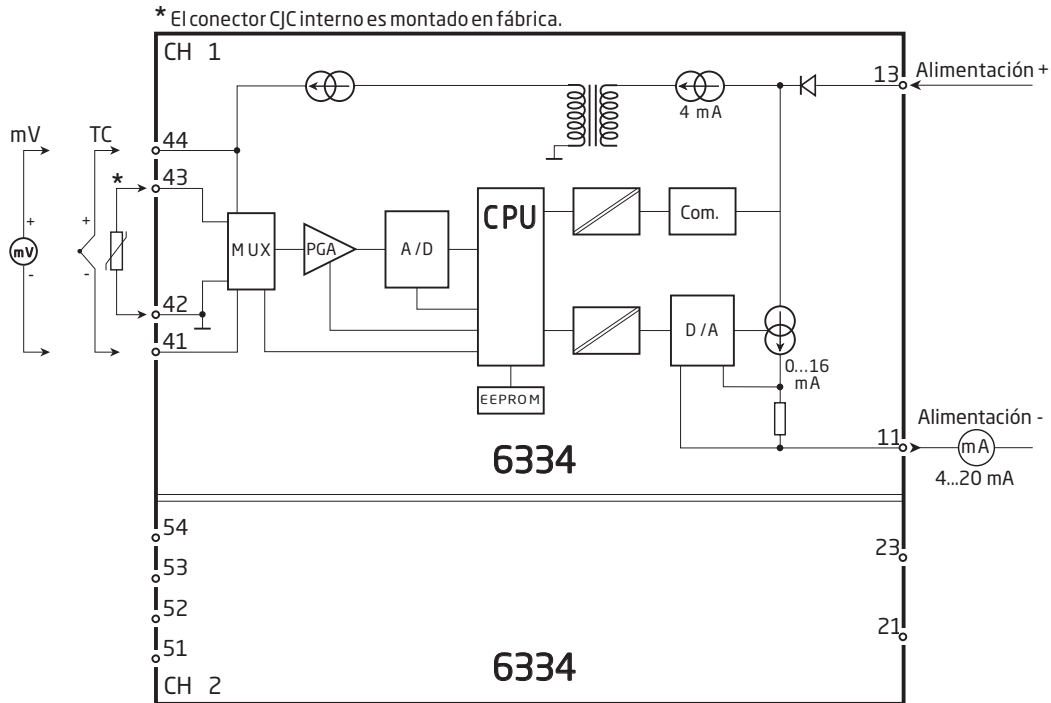 * El conector CJC interno es montado en fábrica.
CH 1
Alimentación +
13
4 mA
mV
TC
44
43
*
CPU
Com.
MUX
PGA
A/D
+
+
mV
-
-
42
41
D/A
0...16
mA
EEPROM
Alimentación -
11
mA
4...20 mA
6334
54
53
52
51
23
21
6334
CH 2